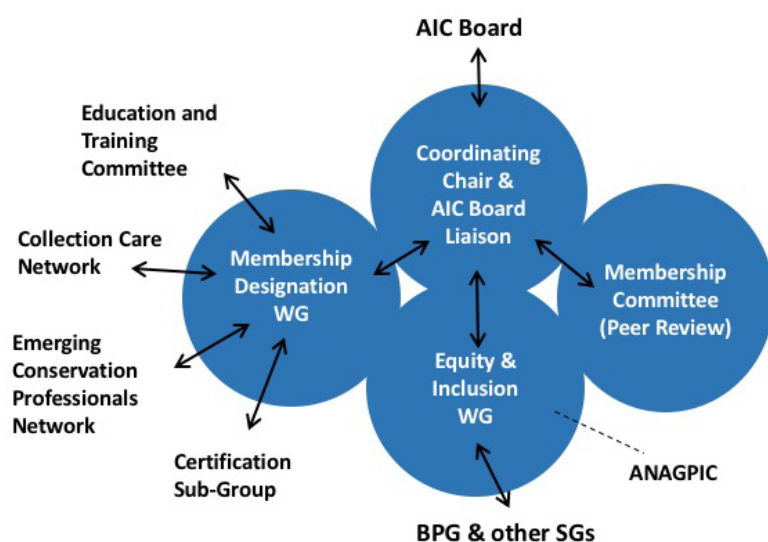 AIC Board
Education and
Training
Committee
Coordinating
Chair &
AIC Board
Liaison
Collection Care
Network
Membership
Designation
WG
Membership
Committee
(Peer Review)
Emerging
Conservation
Professionals
Network
Equity &
Inclusion
WG
Certification
Sub-Group
ANAGPIC
BPG & other SGs